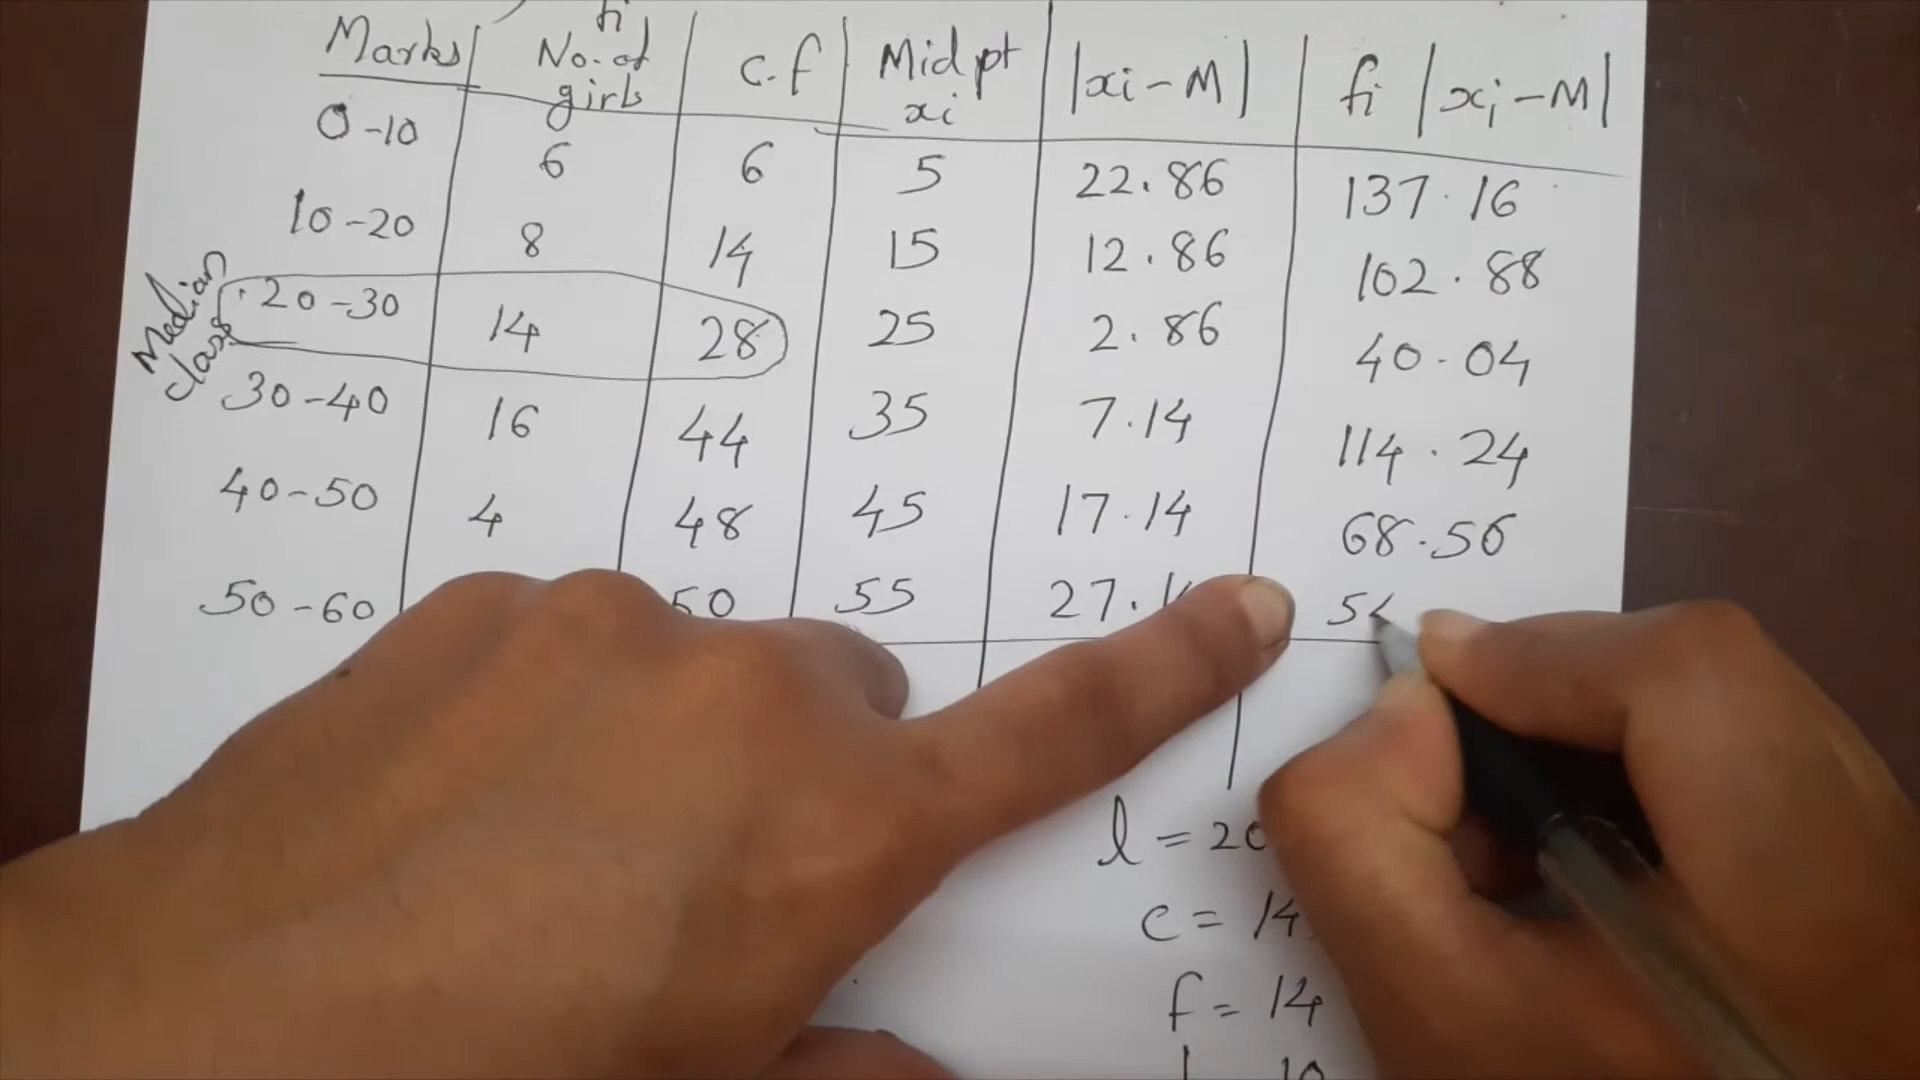 fi
Marks No. of girls c.f Mid pt xi |xi - M| fi |xi - M|
0-10 6 6 5 22.86 137.16
10-20 8 14 15 12.86 102.88
Median class 20-30 14 28 25 2.86 40.04
30-40 16 44 35 7.14 114.24
40-50 4 48 45 17.14 68.56
50-60 50 55 27.1
l = 20
c = 14
f = 14